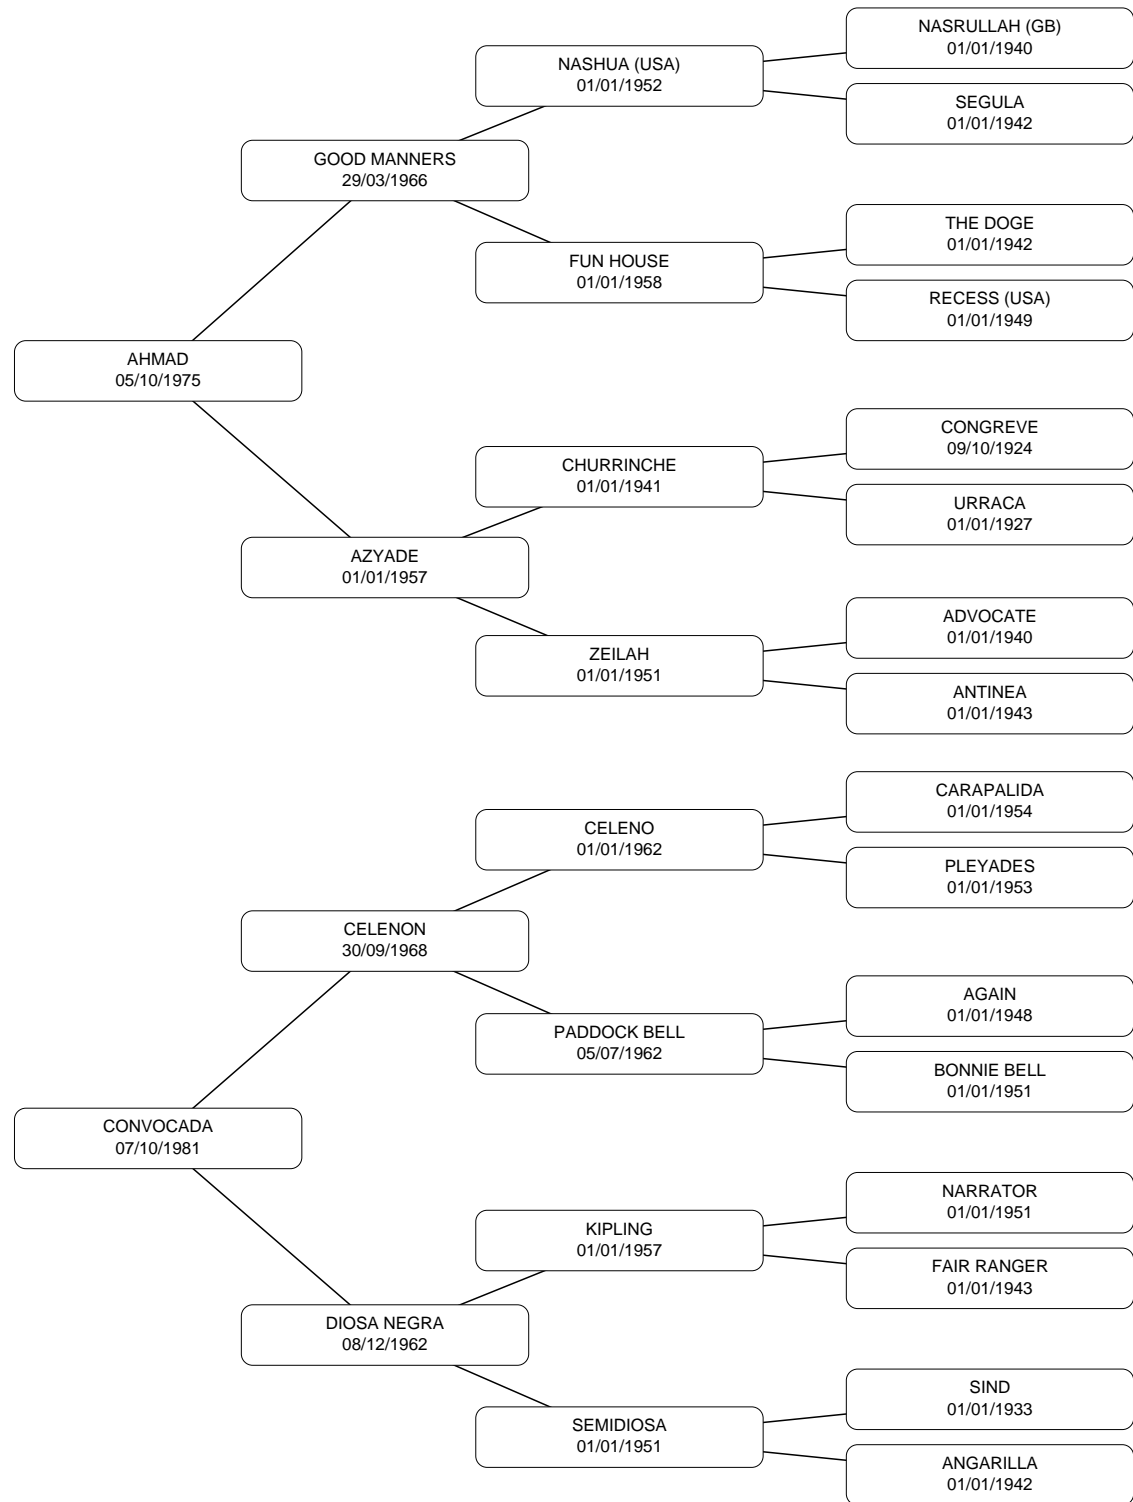 NASRULLAH (GB)
01/01/1940
NASHUA (USA)
01/01/1952
SEGULA
01/01/1942
GOOD MANNERS
29/03/1966
THE DOGE
01/01/1942
FUN HOUSE
01/01/1958
RECESS (USA)
01/01/1949
AHMAD
05/10/1975
CONGREVE
09/10/1924
CHURRINCHE
01/01/1941
URRACA
01/01/1927
AZYADE
01/01/1957
ADVOCATE
01/01/1940
ZEILAH
01/01/1951
ANTINEA
01/01/1943
CARAPALIDA
01/01/1954
CELENO
01/01/1962
PLEYADES
01/01/1953
CELENON
30/09/1968
AGAIN
01/01/1948
PADDOCK BELL
05/07/1962
BONNIE BELL
01/01/1951
CONVOCADA
07/10/1981
NARRATOR
01/01/1951
KIPLING
01/01/1957
FAIR RANGER
01/01/1943
DIOSA NEGRA
08/12/1962
SIND
01/01/1933
SEMIDIOSA
01/01/1951
ANGARILLA
01/01/1942